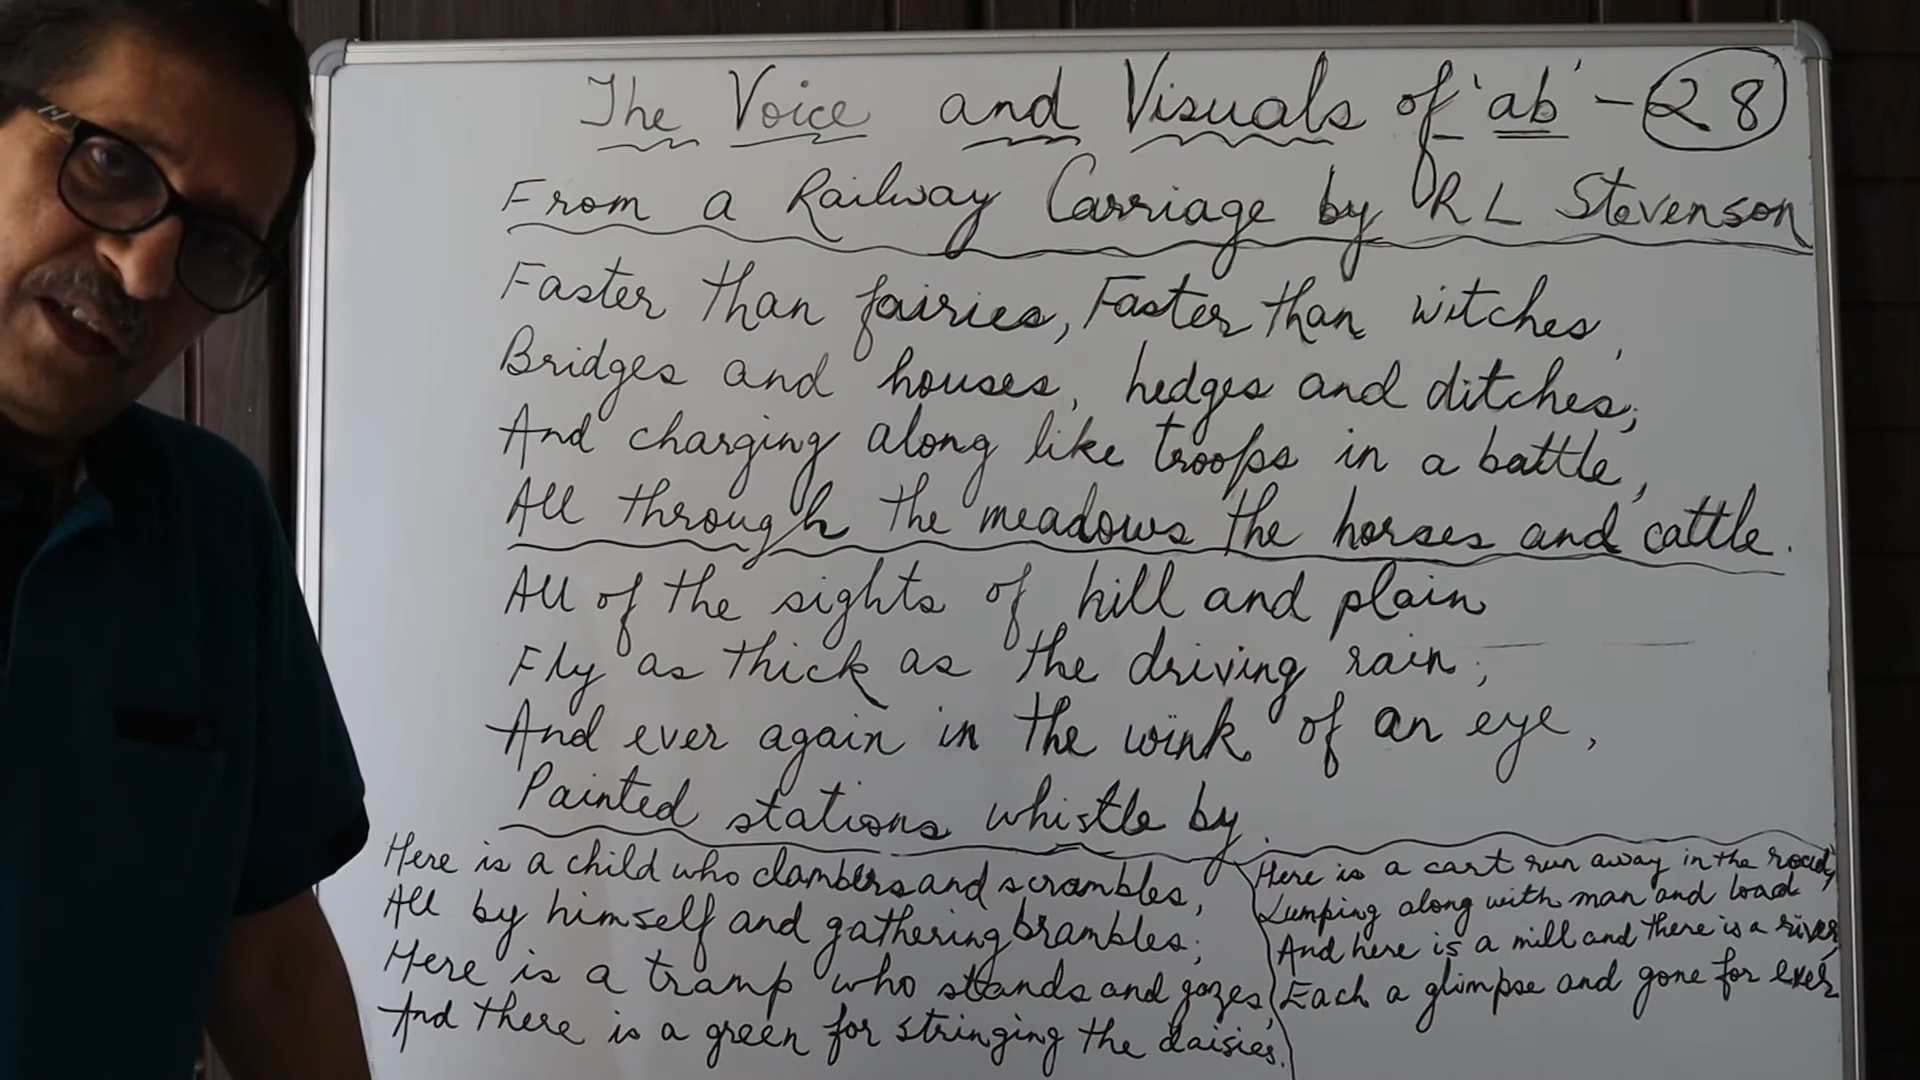 The Voice and Visuals of 'ab' - 28
From a Railway Carriage by R L Stevenson
Faster than fairies, Faster than witches,
Bridges and houses, hedges and ditches;
And charging along like troops in a battle,
All through the meadows the horses and cattle.
All of the sights of hill and plain
Fly as thick as the driving rain;
And ever again in the wink of an eye,
Painted stations whistle by.
Here is a child who clambers and scrambles,
All by himself and gathering brambles;
Here is a tramp who stands and gazes,
And there is a green for stringing the daisies.
Here is a cart run away in the road,
Lumping along with man and load
And here is a mill and there is a river,
Each a glimpse and gone for ever